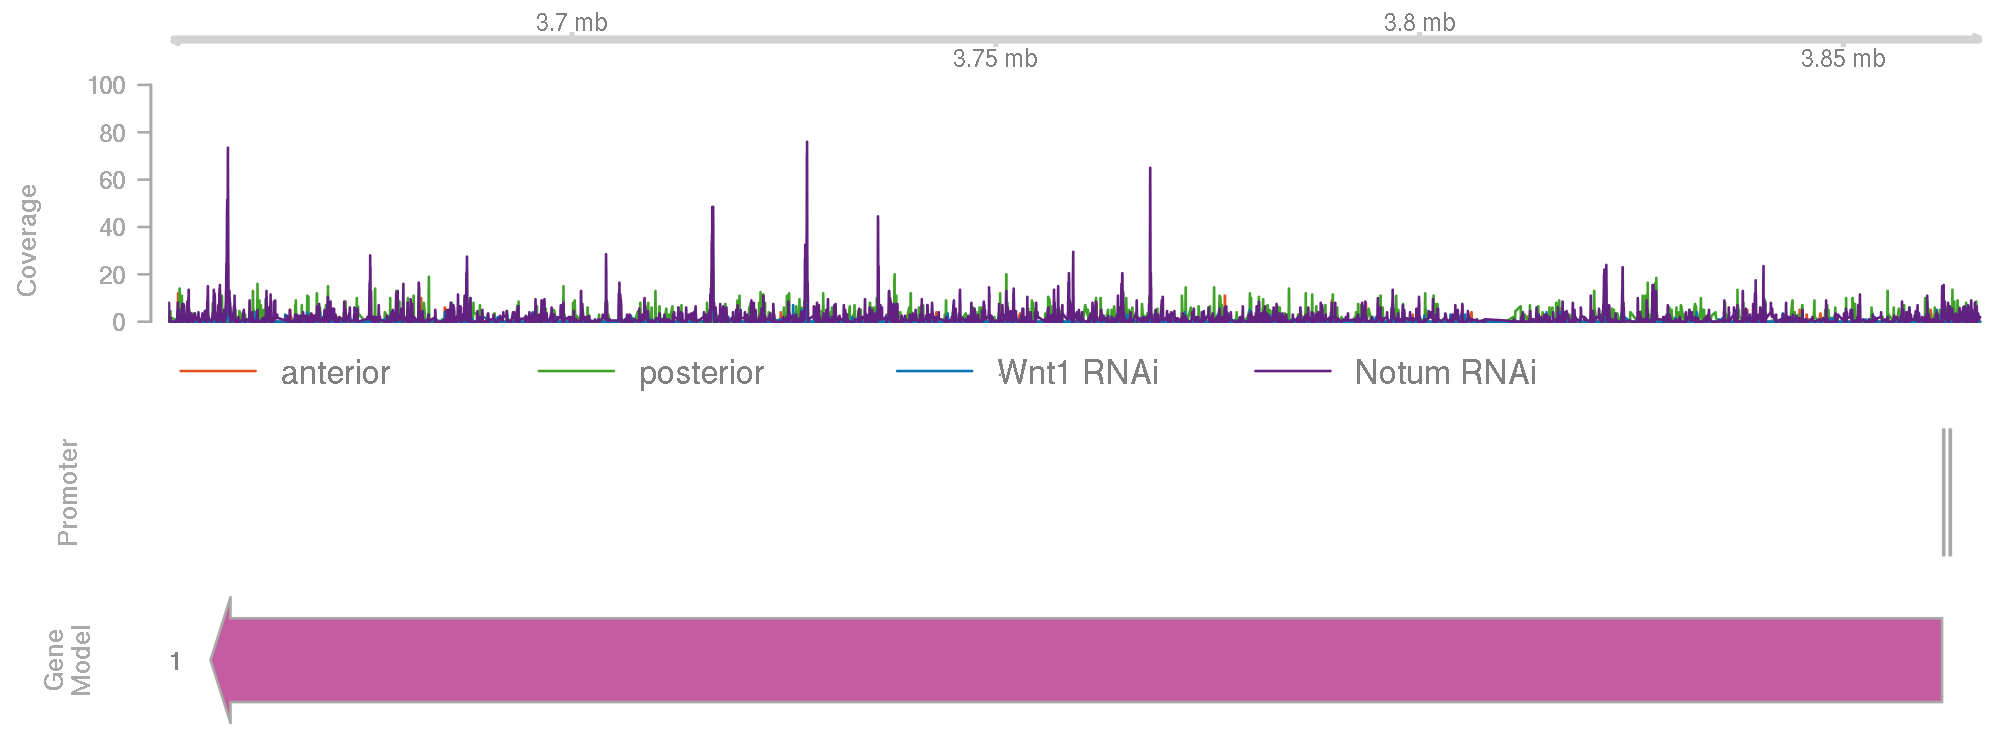 3.7 mb
3.8 mb
3.75 mb
3.85 mb
Coverage
100
80
60
40
20
0
anterior
posterior
Wnt1 RNAi
Notum RNAi
Promoter
Gene
Model
1